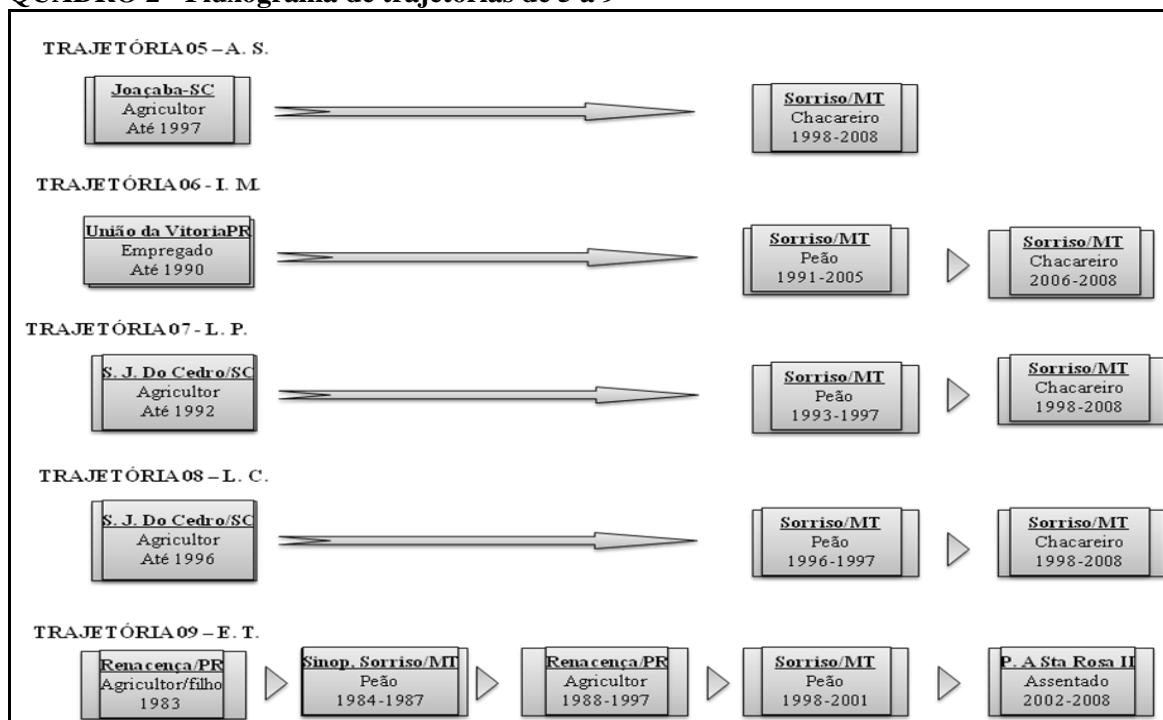 QUADRO 2 - Fluxograma de trajetórias de 5 a 9
TRAJETÓRIA 05 – A. S.
Joaçaba-SC
Agricultor
Até 1997
Sorriso/MT
Chacareiro
1998-2008
TRAJETÓRIA 06 - I. M.
União da VitoriaPR
Empregado
Até 1990
Sorriso/MT
Peão
1991-2005
Sorriso/MT
Chacareiro
2006-2008
TRAJETÓRIA 07 - L. P.
S. J. Do Cedro/SC
Agricultor
Até 1992
Sorriso/MT
Peão
1993-1997
Sorriso/MT
Chacareiro
1998-2008
TRAJETÓRIA 08 – L. C.
S. J. Do Cedro/SC
Agricultor
Até 1996
Sorriso/MT
Peão
1996-1997
Sorriso/MT
Chacareiro
1998-2008
TRAJETÓRIA 09 – E. T.
Renacença/PR
Agricultor/filho
1983
Sinop, Sorriso/MT
Peão
1984-1987
Renacença/PR
Agricultor
1988-1997
Sorriso/MT
Peão
1998-2001
P. A Sta Rosa II
Assentado
2002-2008